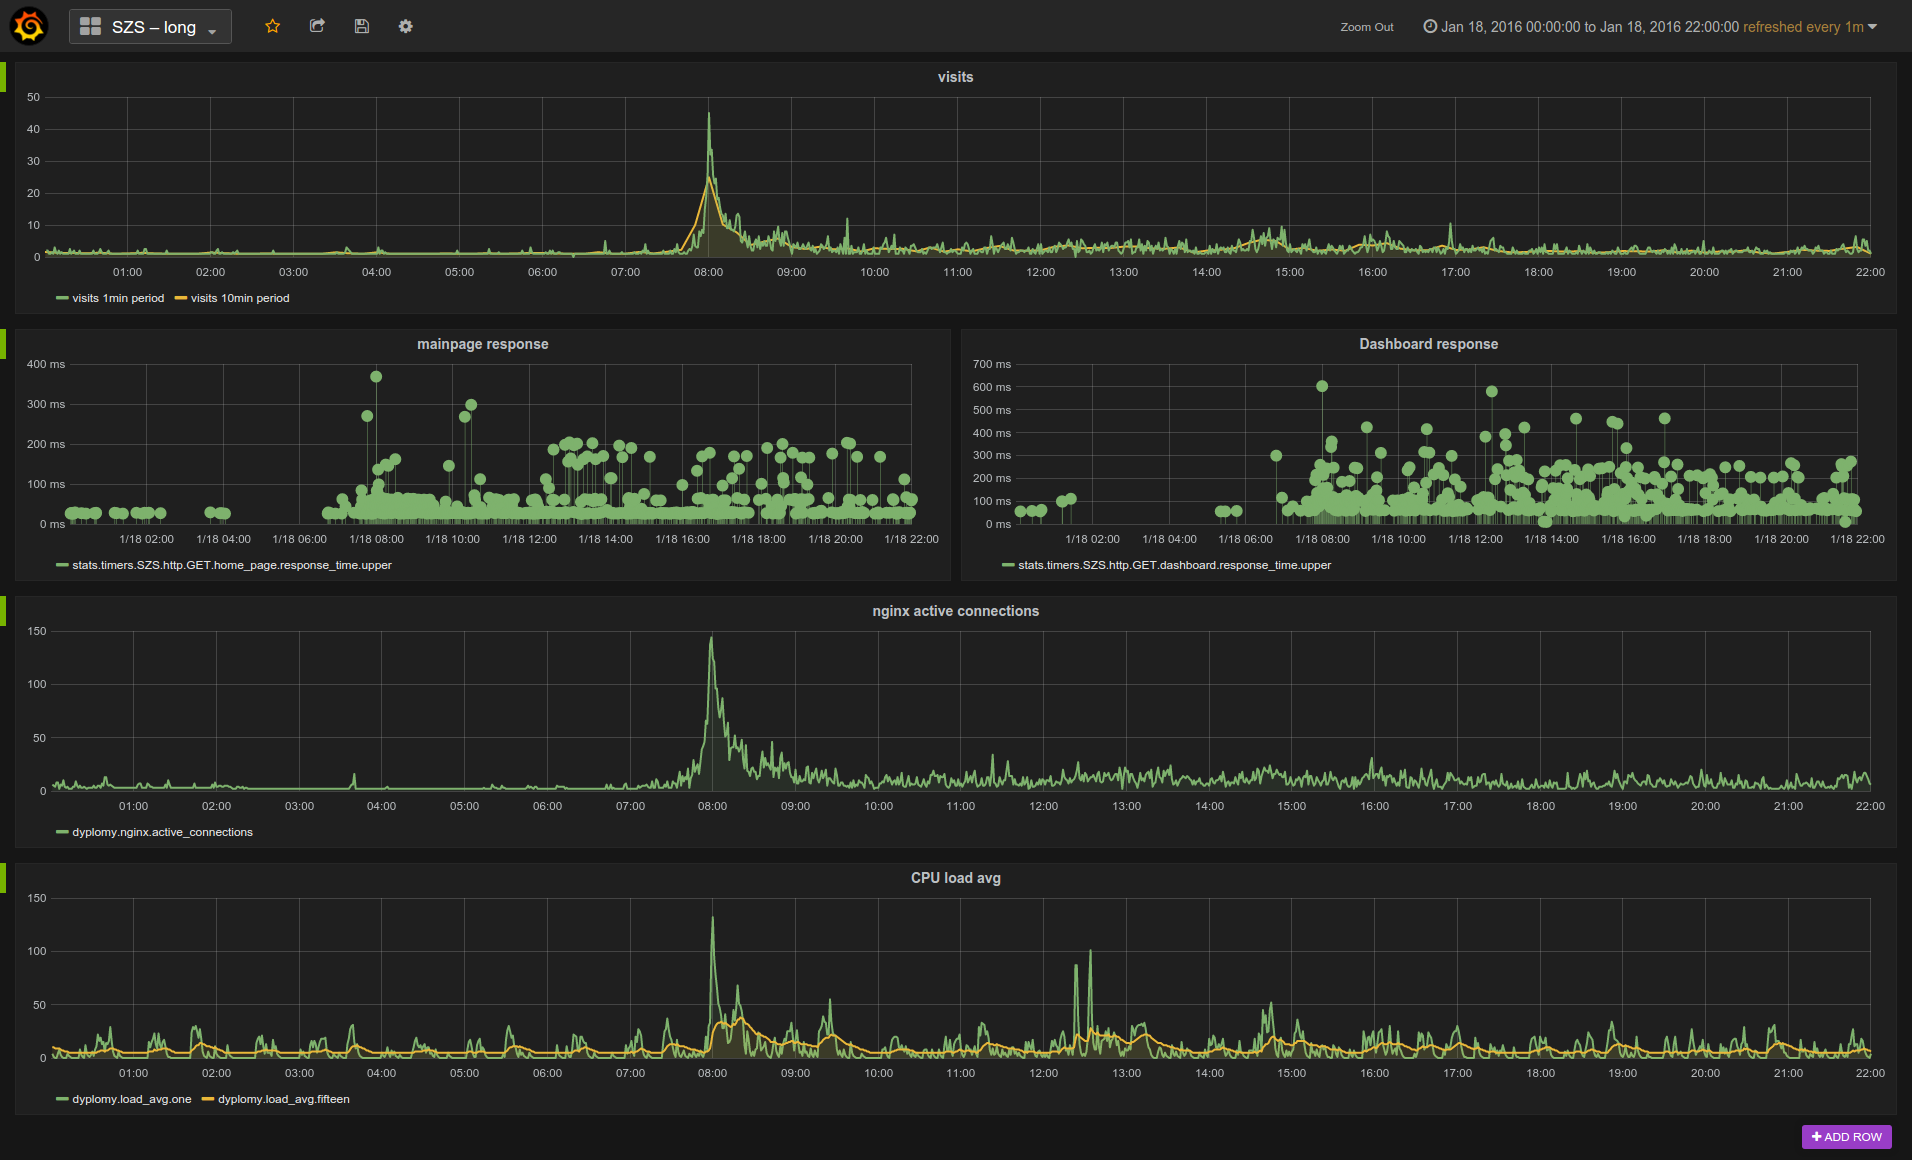 SZS – long
Zoom Out
Jan 18, 2016 00:00:00 to Jan 18, 2016 22:00:00 refreshed every 1m
visits
50
40
30
20
10
0
01:00 02:00 03:00 04:00 05:00 06:00 07:00 08:00 09:00 10:00 11:00 12:00 13:00 14:00 15:00 16:00 17:00 18:00 19:00 20:00 21:00 22:00
visits 1min period visits 10min period
mainpage response
400 ms
300 ms
200 ms
100 ms
0 ms
1/18 02:00 1/18 04:00 1/18 06:00 1/18 08:00 1/18 10:00 1/18 12:00 1/18 14:00 1/18 16:00 1/18 18:00 1/18 20:00 1/18 22:00
stats.timers.SZS.http.GET.home_page.response_time.upper
Dashboard response
700 ms
600 ms
500 ms
400 ms
300 ms
200 ms
100 ms
0 ms
1/18 02:00 1/18 04:00 1/18 06:00 1/18 08:00 1/18 10:00 1/18 12:00 1/18 14:00 1/18 16:00 1/18 18:00 1/18 20:00 1/18 22:00
stats.timers.SZS.http.GET.dashboard.response_time.upper
nginx active connections
150
100
50
0
01:00 02:00 03:00 04:00 05:00 06:00 07:00 08:00 09:00 10:00 11:00 12:00 13:00 14:00 15:00 16:00 17:00 18:00 19:00 20:00 21:00 22:00
dyplomy.nginx.active_connections
CPU load avg
150
100
50
0
01:00 02:00 03:00 04:00 05:00 06:00 07:00 08:00 09:00 10:00 11:00 12:00 13:00 14:00 15:00 16:00 17:00 18:00 19:00 20:00 21:00 22:00
dyplomy.load_avg.one dyplomy.load_avg.fifteen
ADD ROW